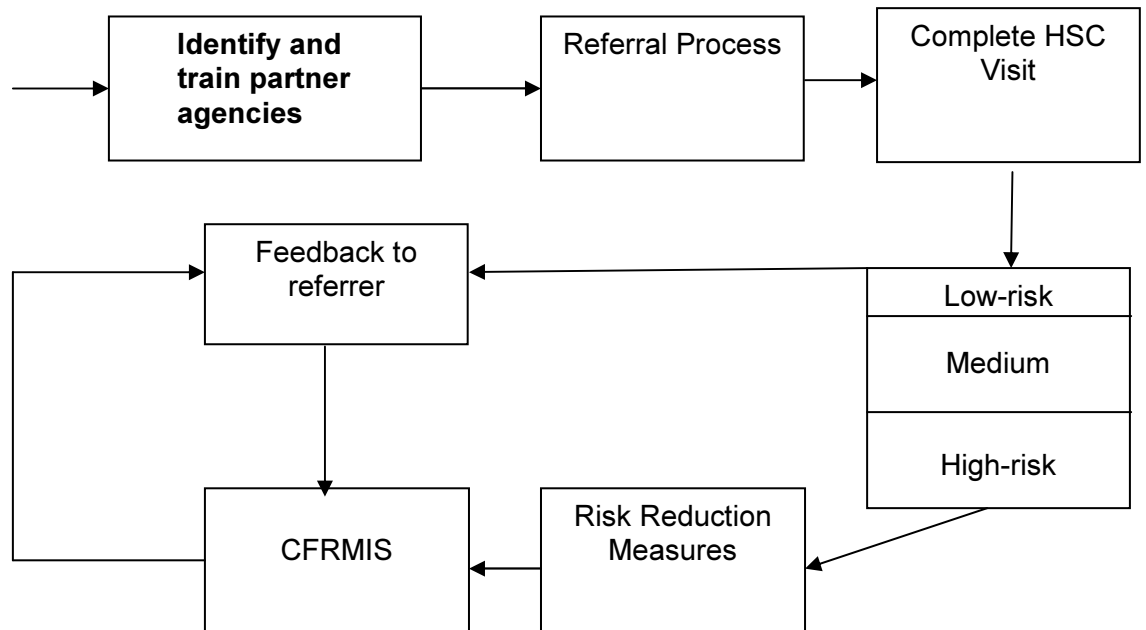 Identify and
train partner
agencies
Referral Process
Complete HSC
Visit
Feedback to
referrer
Low-risk
Medium
High-risk
CFRMIS
Risk Reduction
Measures